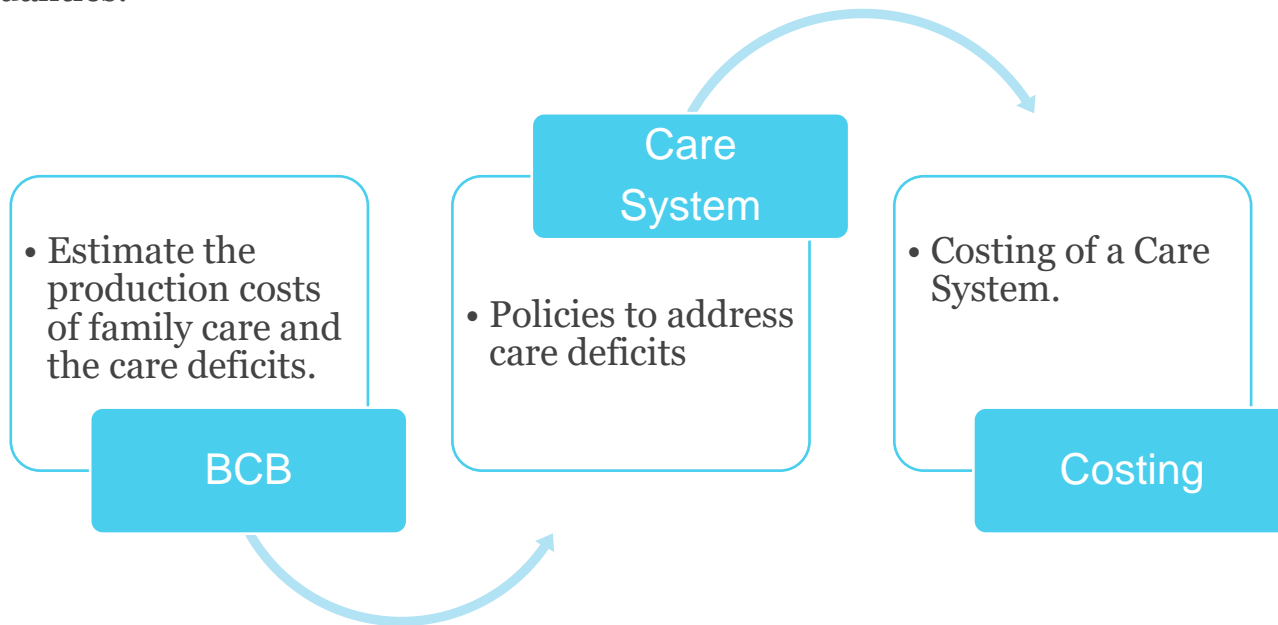 • Estimate the
production costs
of family care and
the care deficits.
BCB
Care
System
• Policies to address
care deficits
• Costing of a Care
System.
Costing